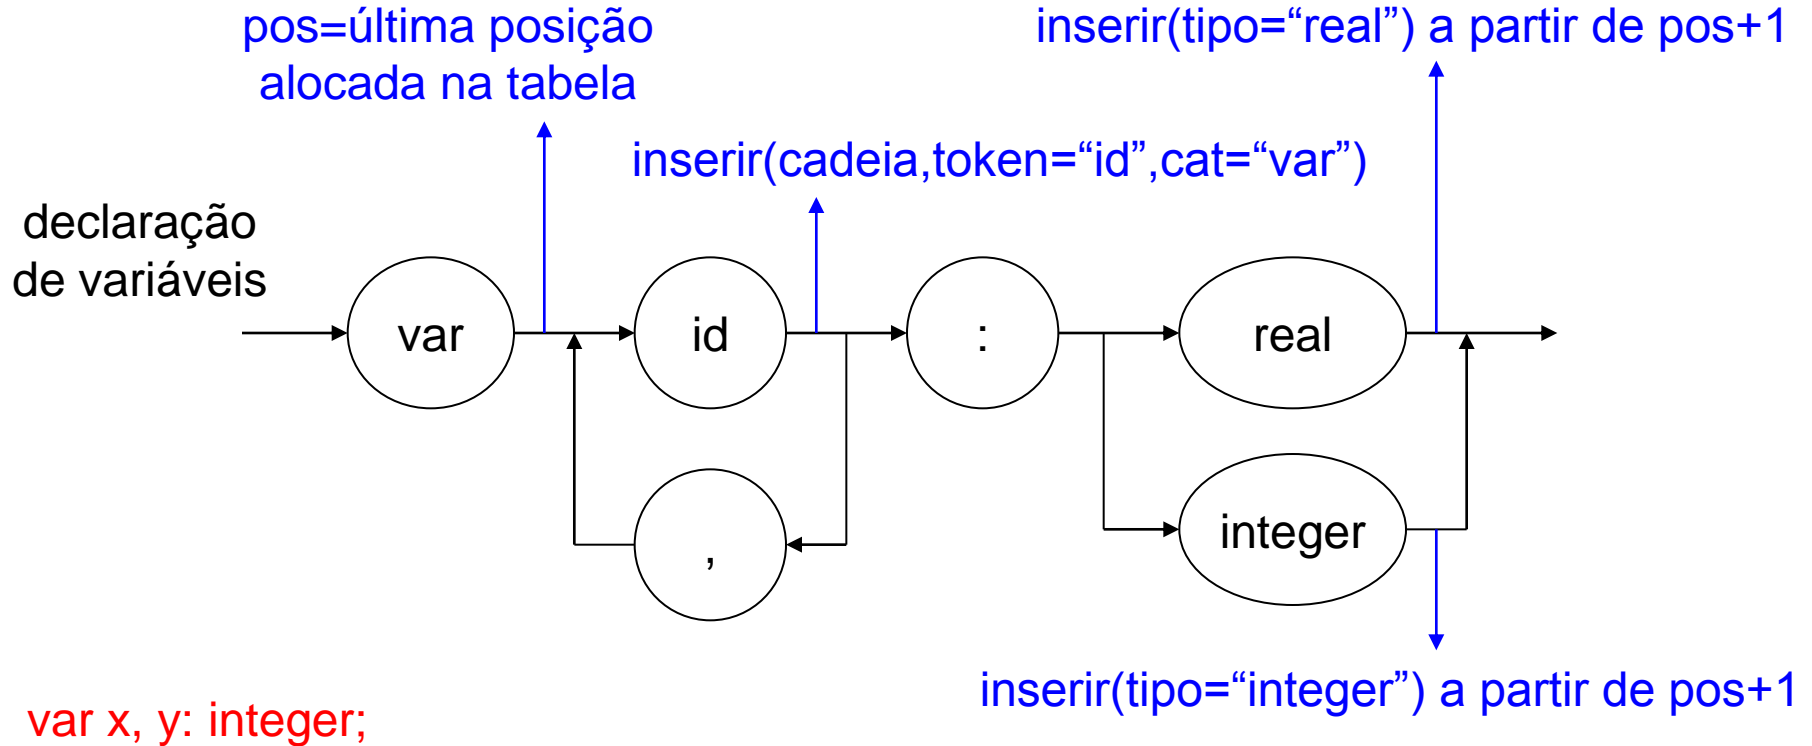 pos=última posição
alocada na tabela
inserir(tipo=“real”) a partir de pos+1
inserir(cadeia,token=“id”,cat=“var”)
declaração
de variáveis
var
id
:
real
,
integer
inserir(tipo=“integer”) a partir de pos+1
var x, y: integer;